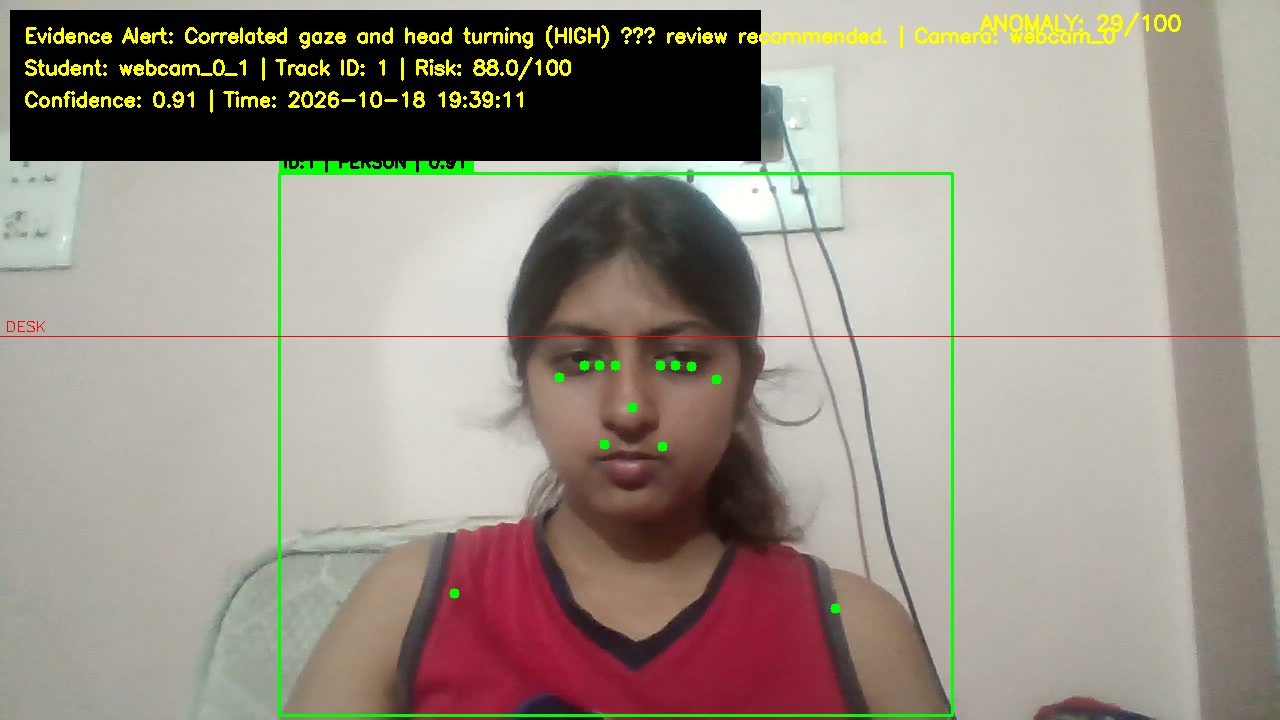 Evidence Alert: Correlated gaze and head turning (HIGH) ??? review recommended. | Camera: webcam_0
ANOMALY: 29/100
Student: webcam_0_1 | Track ID: 1 | Risk: 88.0/100
Confidence: 0.91 | Time: 2026-10-18 19:39:11
ID:1 | PERSON | 0.91
DESK